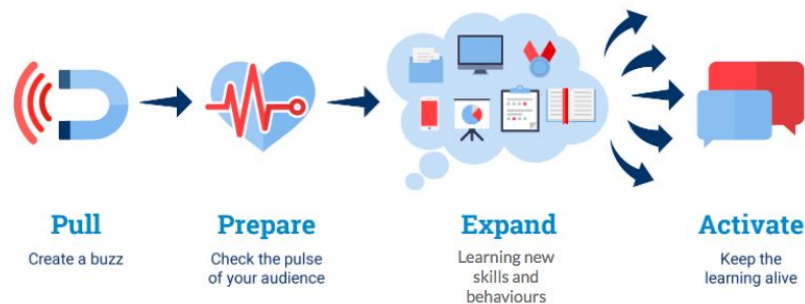 Pull
Create a buzz
Prepare
Check the pulse
of your audience
Expand
Learning new
skills and
behaviours
Activate
Keep the
learning alive